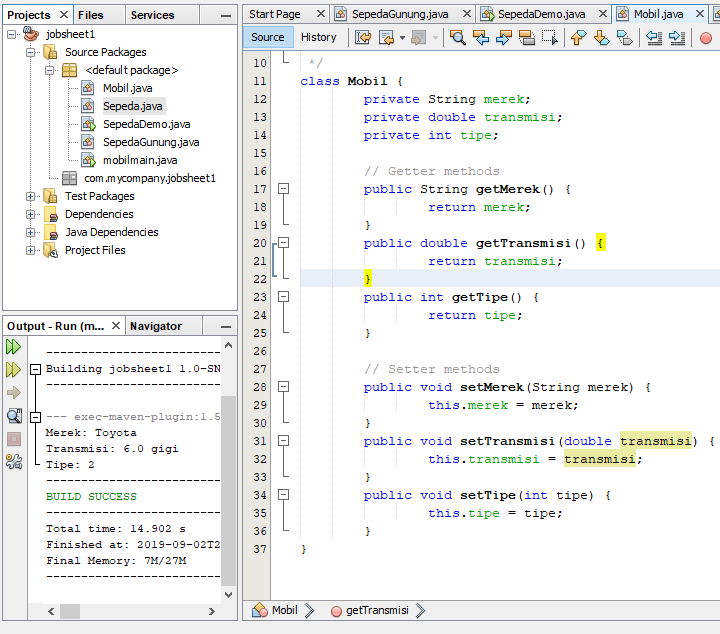 Projects × Files Services
jobsheet1
Source Packages
<default package>
Mobil.java
Sepeda.java
SepedaDemo.java
SepedaGunung.java
mobilmain.java
com.mycompany.jobsheet1
Test Packages
Dependencies
Java Dependencies
Project Files
Output - Run (m... × Navigator
------------------------
Building jobsheet1 1.0-SN
------------------------
--- exec-maven-plugin:1.5
Merek: Toyota
Transmisi: 6.0 gigi
Tipe: 2
------------------------
BUILD SUCCESS
------------------------
Total time: 14.902 s
Finished at: 2019-09-02T2
Final Memory: 7M/27M
------------------------
Start Page × SepedaGunung.java × SepedaDemo.java × Mobil.java ×
Source History
10 */
11 class Mobil {
12 private String merek;
13 private double transmisi;
14 private int tipe;
15
16 // Getter methods
17 public String getMerek() {
18 return merek;
19 }
20 public double getTransmisi() {
21 return transmisi;
22 }
23 public int getTipe() {
24 return tipe;
25 }
26
27 // Setter methods
28 public void setMerek(String merek) {
29 this.merek = merek;
30 }
31 public void setTransmisi(double transmisi) {
32 this.transmisi = transmisi;
33 }
34 public void setTipe(int tipe) {
35 this.tipe = tipe;
36 }
37 }
Mobil getTransmisi